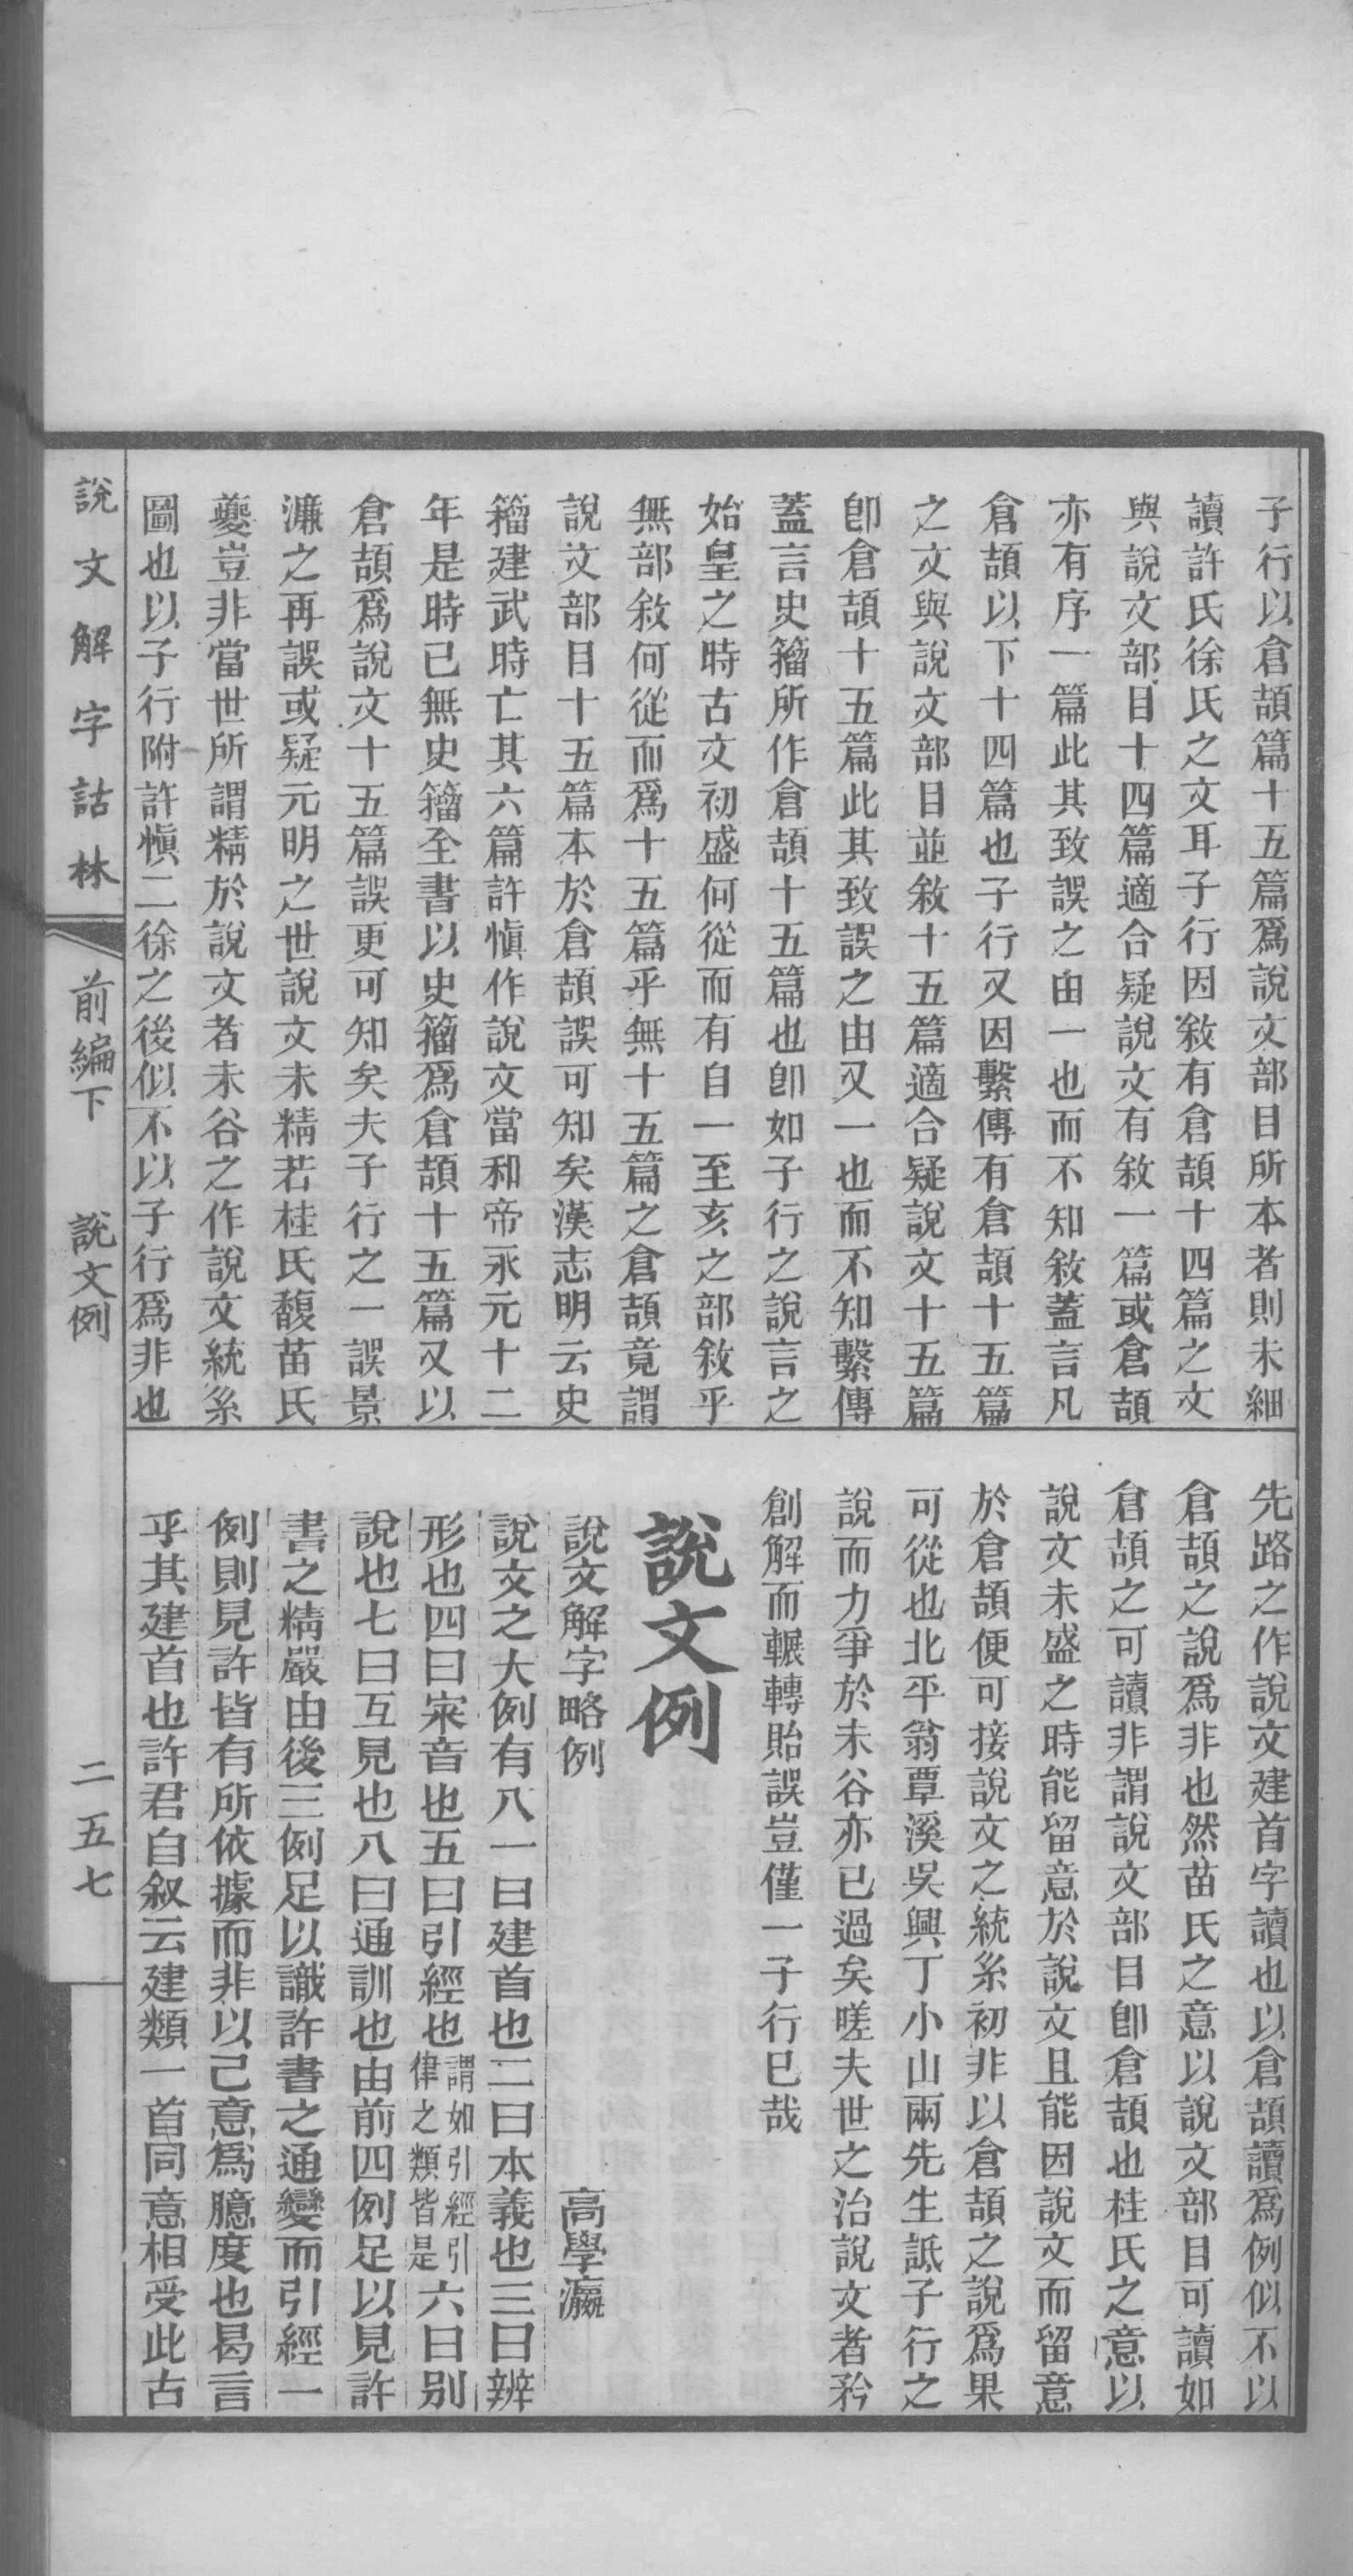 子行以倉頡篇十五篇爲說文部目所本者則未細
讀許氏徐氏之文耳子行因敘有倉頡十四篇之文
與說文部目十四篇適合疑說文有敘一篇或倉頡
亦有序一篇此其致誤之由一也而不知敘蓋言凡
倉頡以下十四篇也子行又因繫傳有倉頡十五篇
之文與說文部目並敘十五篇適合疑說文十五篇
卽倉頡十五篇此其致誤之由又一也而不知繫傳
蓋言史籀所作倉頡十五篇也卽如子行之說言之
始皇之時古文初盛何從而有自一至亥之部敘乎
無部敘何從而爲十五篇乎無十五篇之倉頡竟謂
說文部目十五篇本於倉頡誤可知矣漢志明云史
籀建武時亡其六篇許愼作說文當和帝永元十二
年是時已無史籀全書以史籀爲倉頡十五篇又以
倉頡爲說文十五篇誤更可知矣夫子行之一誤景
濂之再誤或疑元明之世說文未精若桂氏馥苗氏
夔豈非當世所謂精於說文者未谷之作說文統系
圖也以子行附許愼二徐之後似不以子行爲非也
先路之作說文建首字讀也以倉頡讀爲例似不以
倉頡之說爲非也然苗氏之意以說文部目可讀如
倉頡之可讀非謂說文部目卽倉頡也桂氏之意以
說文未盛之時能留意於說文且能因說文而留意
於倉頡便可接說文之統系初非以倉頡之說爲果
可從也北平翁覃溪吳興丁小山兩先生詆子行之
說而力爭於未谷亦已過矣嗟夫世之治說文者矜
創解而輾轉貽誤豈僅一子行已哉
說文例
說文解字略例 高學瀛
說文之大例有八一曰建首也二曰本義也三曰辨
形也四曰宷音也五曰引經也謂如引經引律之類皆是六曰别
說也七曰互見也八曰通訓也由前四例足以見許
書之精嚴由後三例足以識許書之通變而引經一
例則見許皆有所依據而非以己意爲臆度也曷言
乎其建首也許君自叙云建類一首同意相受此古
說文解字詁林 前編下 說文例 二五七